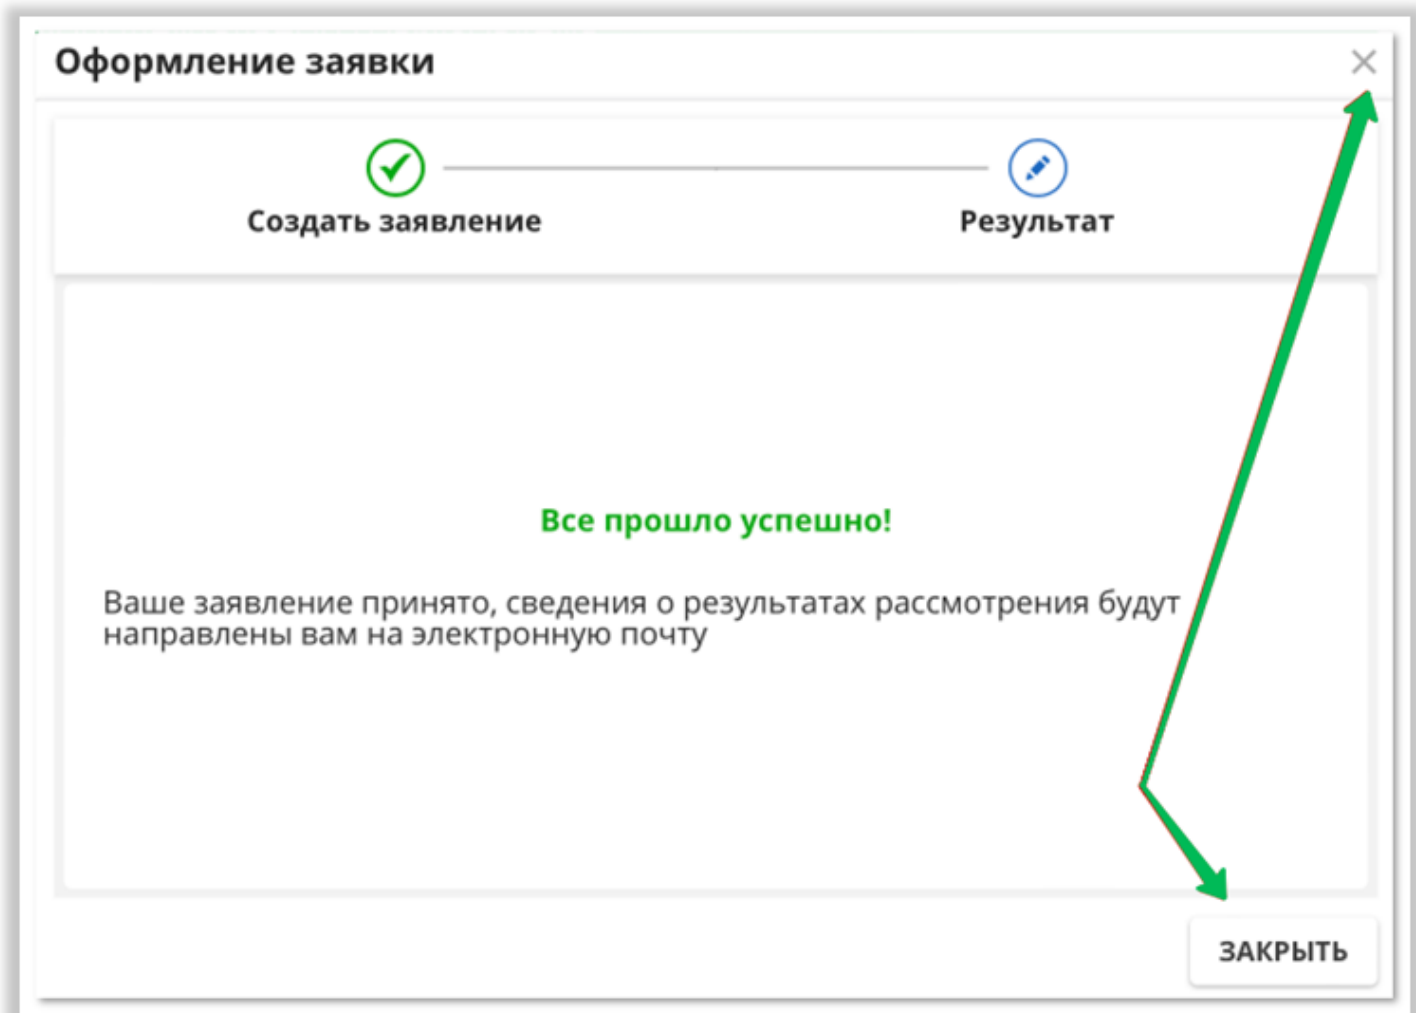 Оформление заявки
Создать заявление
Результат
Все прошло успешно!
Ваше заявление принято, сведения о результатах рассмотрения будут
направлены вам на электронную почту
ЗАКРЫТЬ